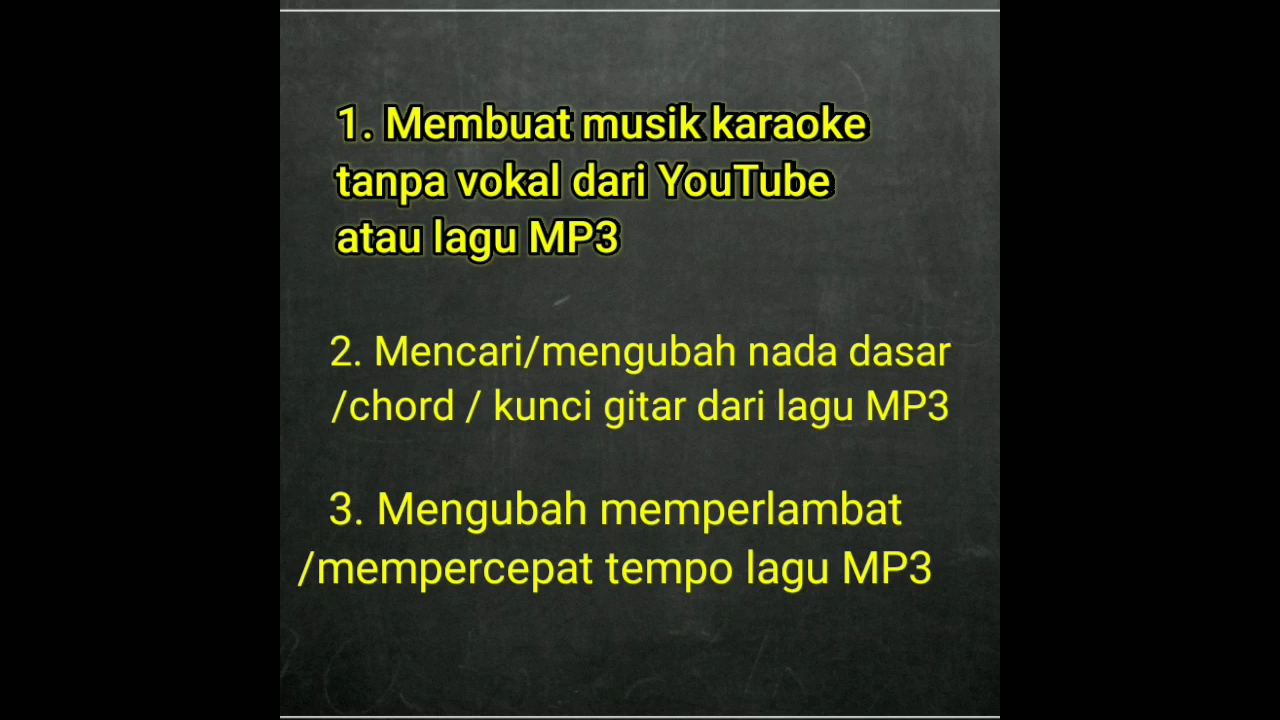 1. Membuat musik karaoke
tanpa vokal dari YouTube
atau lagu MP3
2. Mencari/mengubah nada dasar
/chord / kunci gitar dari lagu MP3
3. Mengubah memperlambat
/mempercepat tempo lagu MP3